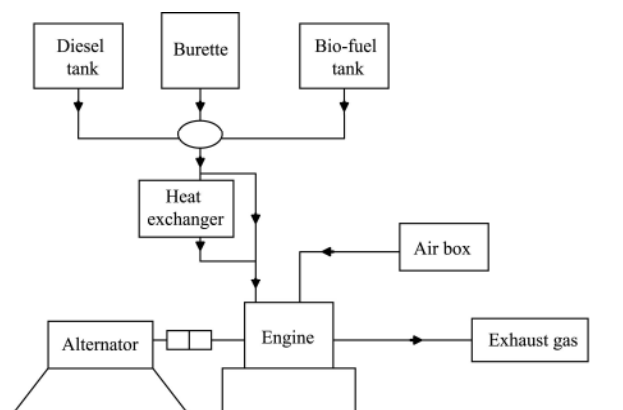 Diesel
tank
Burette
Bio-fuel
tank
Heat
exchanger
Air box
Alternator
Engine
Exhaust gas